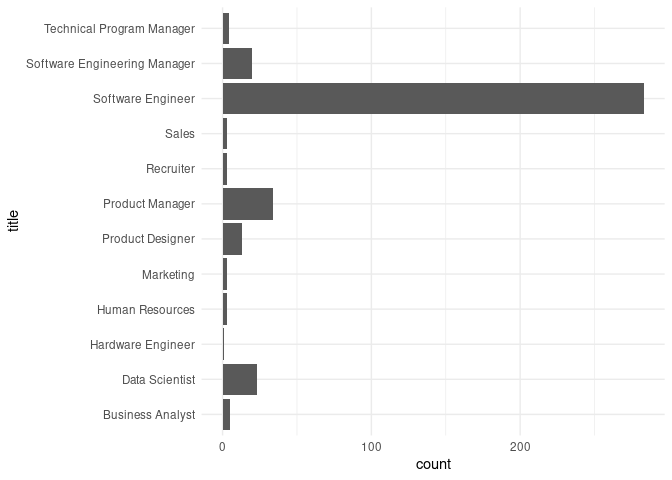 Technical Program Manager
Software Engineering Manager
Software Engineer
Sales
Recruiter
Product Manager
Product Designer
Marketing
Human Resources
Hardware Engineer
Data Scientist
Business Analyst
title
0 100 200
count